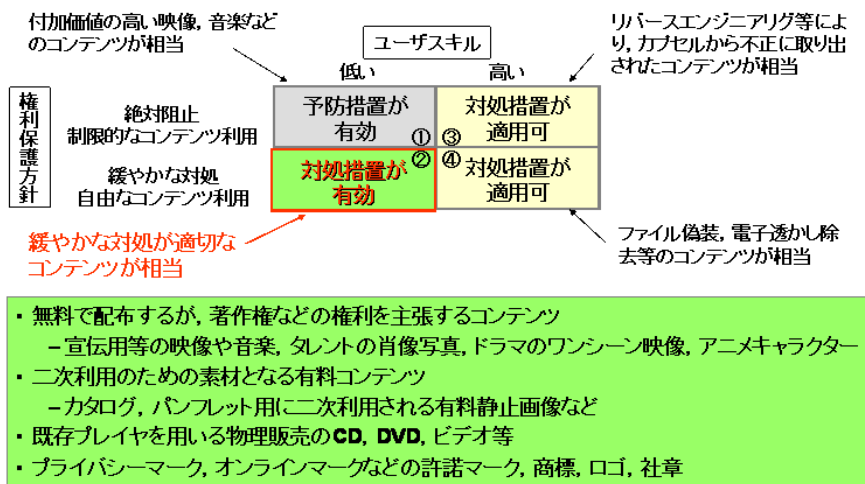 付加価値の高い映像，音楽など
のコンテンツが相当
ユーザスキル
低い
高い
リバースエンジニアリグ等によ
り，カプセルから不正に取り出
されたコンテンツが相当
権利保護方針
絶対阻止
制限的なコンテンツ利用
予防措置が
有効
①
③
対処措置が
適用可
緩やかな対処
自由なコンテンツ利用
対処措置が
有効
②
④
対処措置が
適用可
緩やかな対処が適切な
コンテンツが相当
ファイル偽装，電子透かし除
去等のコンテンツが相当
・無料で配布するが，著作権などの権利を主張するコンテンツ
－宣伝用等の映像や音楽，タレントの肖像写真，ドラマのワンシーン映像，アニメキャラクター
・二次利用のための素材となる有料コンテンツ
－カタログ，パンフレット用に二次利用される有料静止画像など
・既存プレイヤを用いる物理販売のCD，DVD，ビデオ等
・プライバシーマーク，オンラインマークなどの許諾マーク，商標，ロゴ，社章